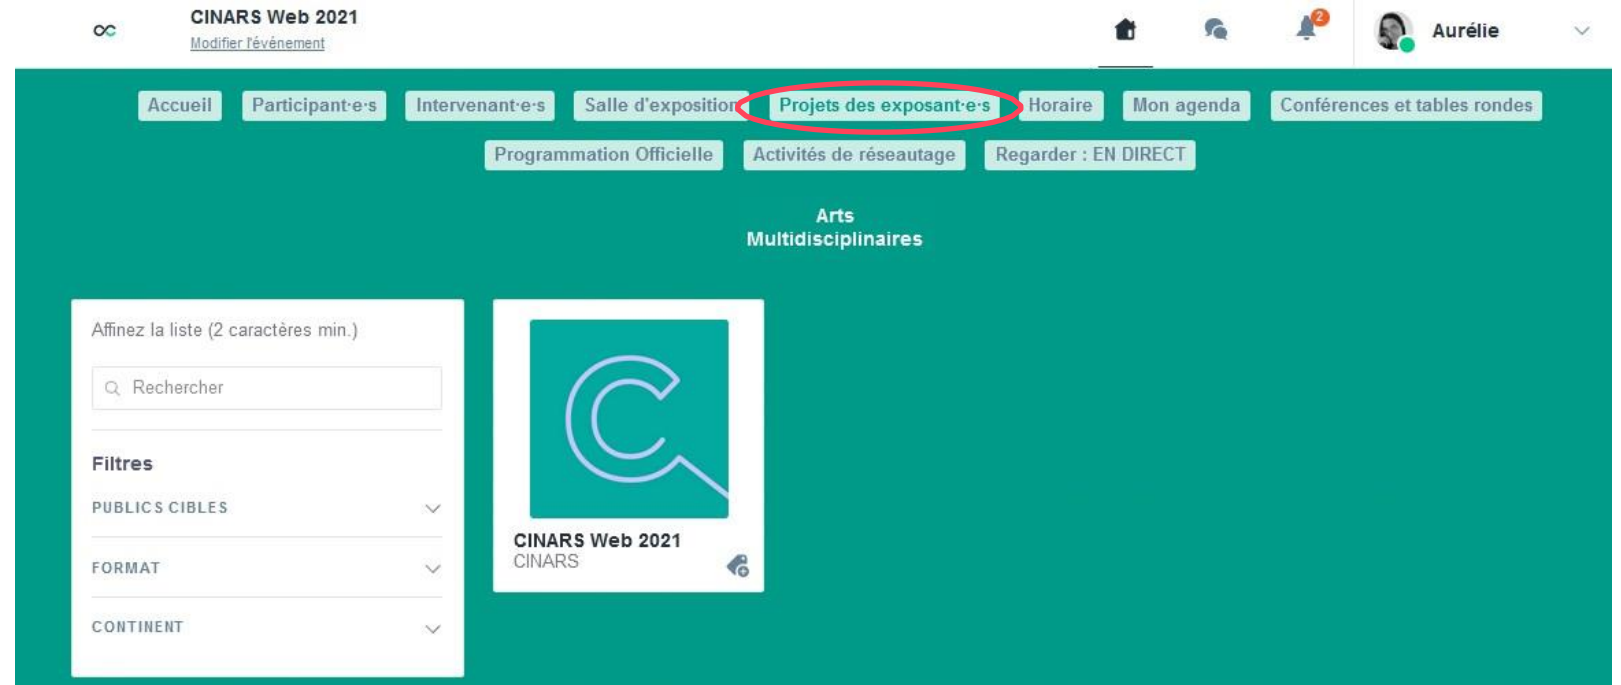 CINARS Web 2021
Modifier l'événement
2
Aurélie
Accueil Participant·e·s Intervenant·e·s Salle d'exposition Projets des exposant·e·s Horaire Mon agenda Conférences et tables rondes
Programmation Officielle Activités de réseautage Regarder : EN DIRECT
Arts
Multidisciplinaires
Affinez la liste (2 caractères min.)
Rechercher
Filtres
PUBLICS CIBLES
FORMAT
CONTINENT
CINARS Web 2021
CINARS